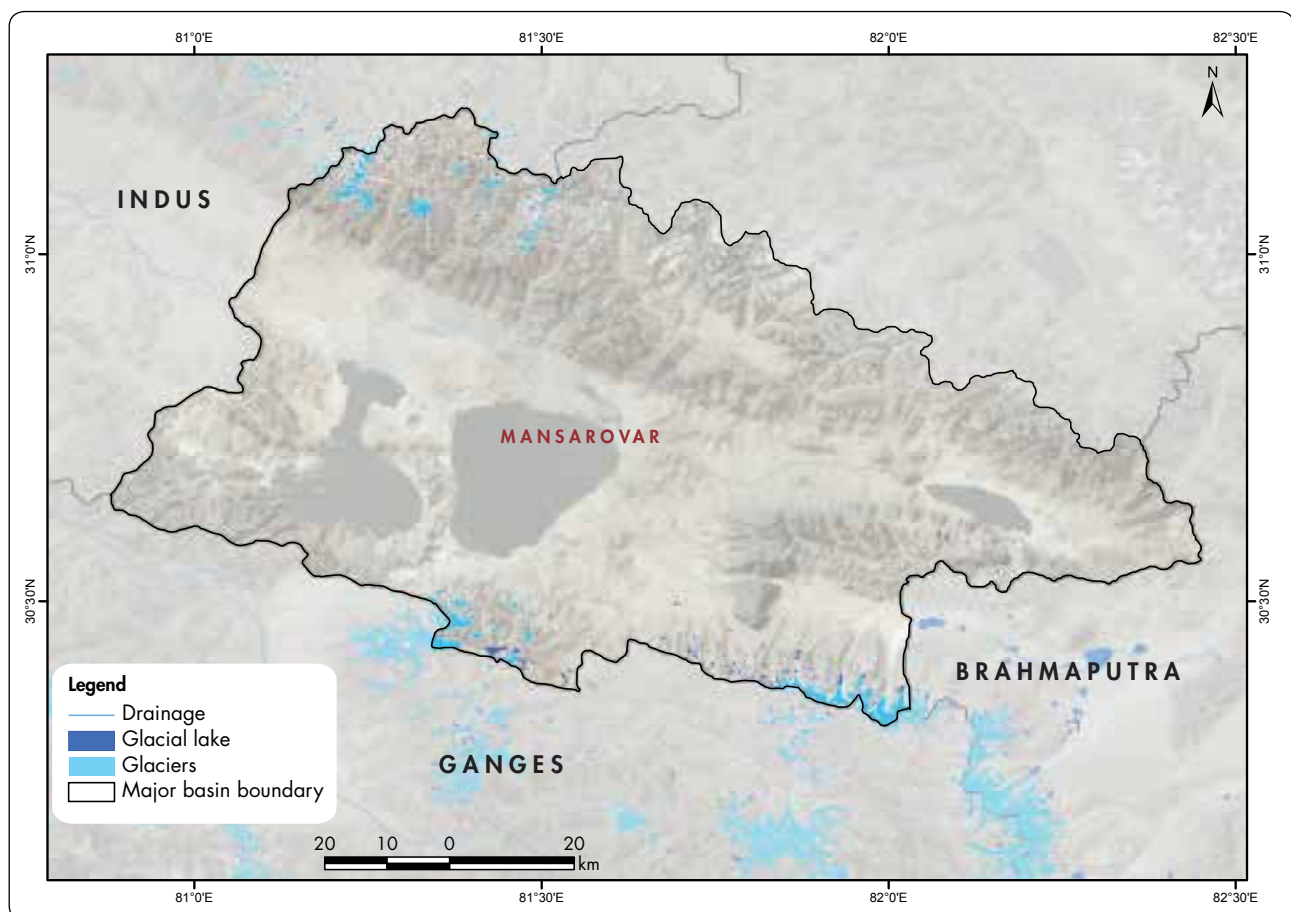 81°0'E 81°30'E 82°0'E 82°30'E
N
INDUS
31°0'N 31°0'N
MANSAROVAR
30°30'N 30°30'N
BRAHMAPUTRA
GANGES
Legend
Drainage
Glacial lake
Glaciers
Major basin boundary
20 10 0 20
km
81°0'E 81°30'E 82°0'E 82°30'E